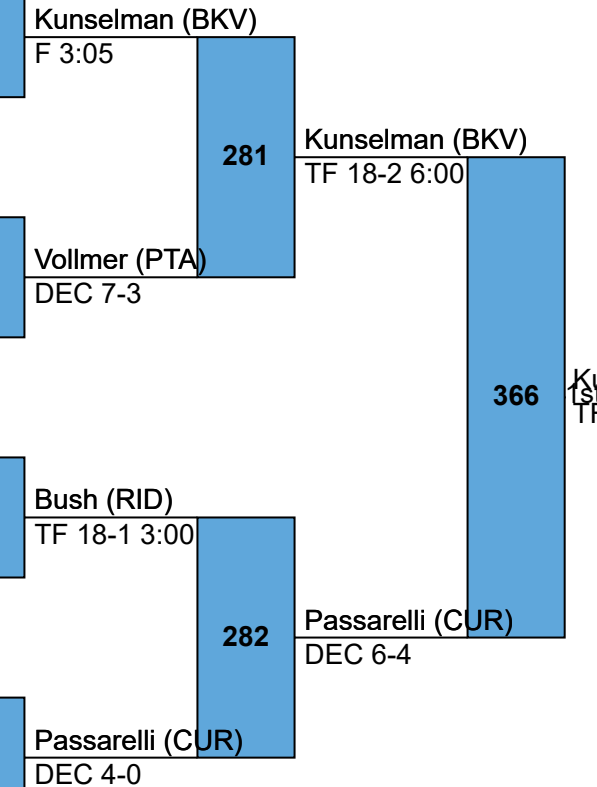 Kunselman (BKV)
F 3:05
281
Kunselman (BKV)
TF 18-2 6:00
Vollmer (PTA)
DEC 7-3
366
Bush (RID)
TF 18-1 3:00
282
Passarelli (CUR)
DEC 6-4
Passarelli (CUR)
DEC 4-0